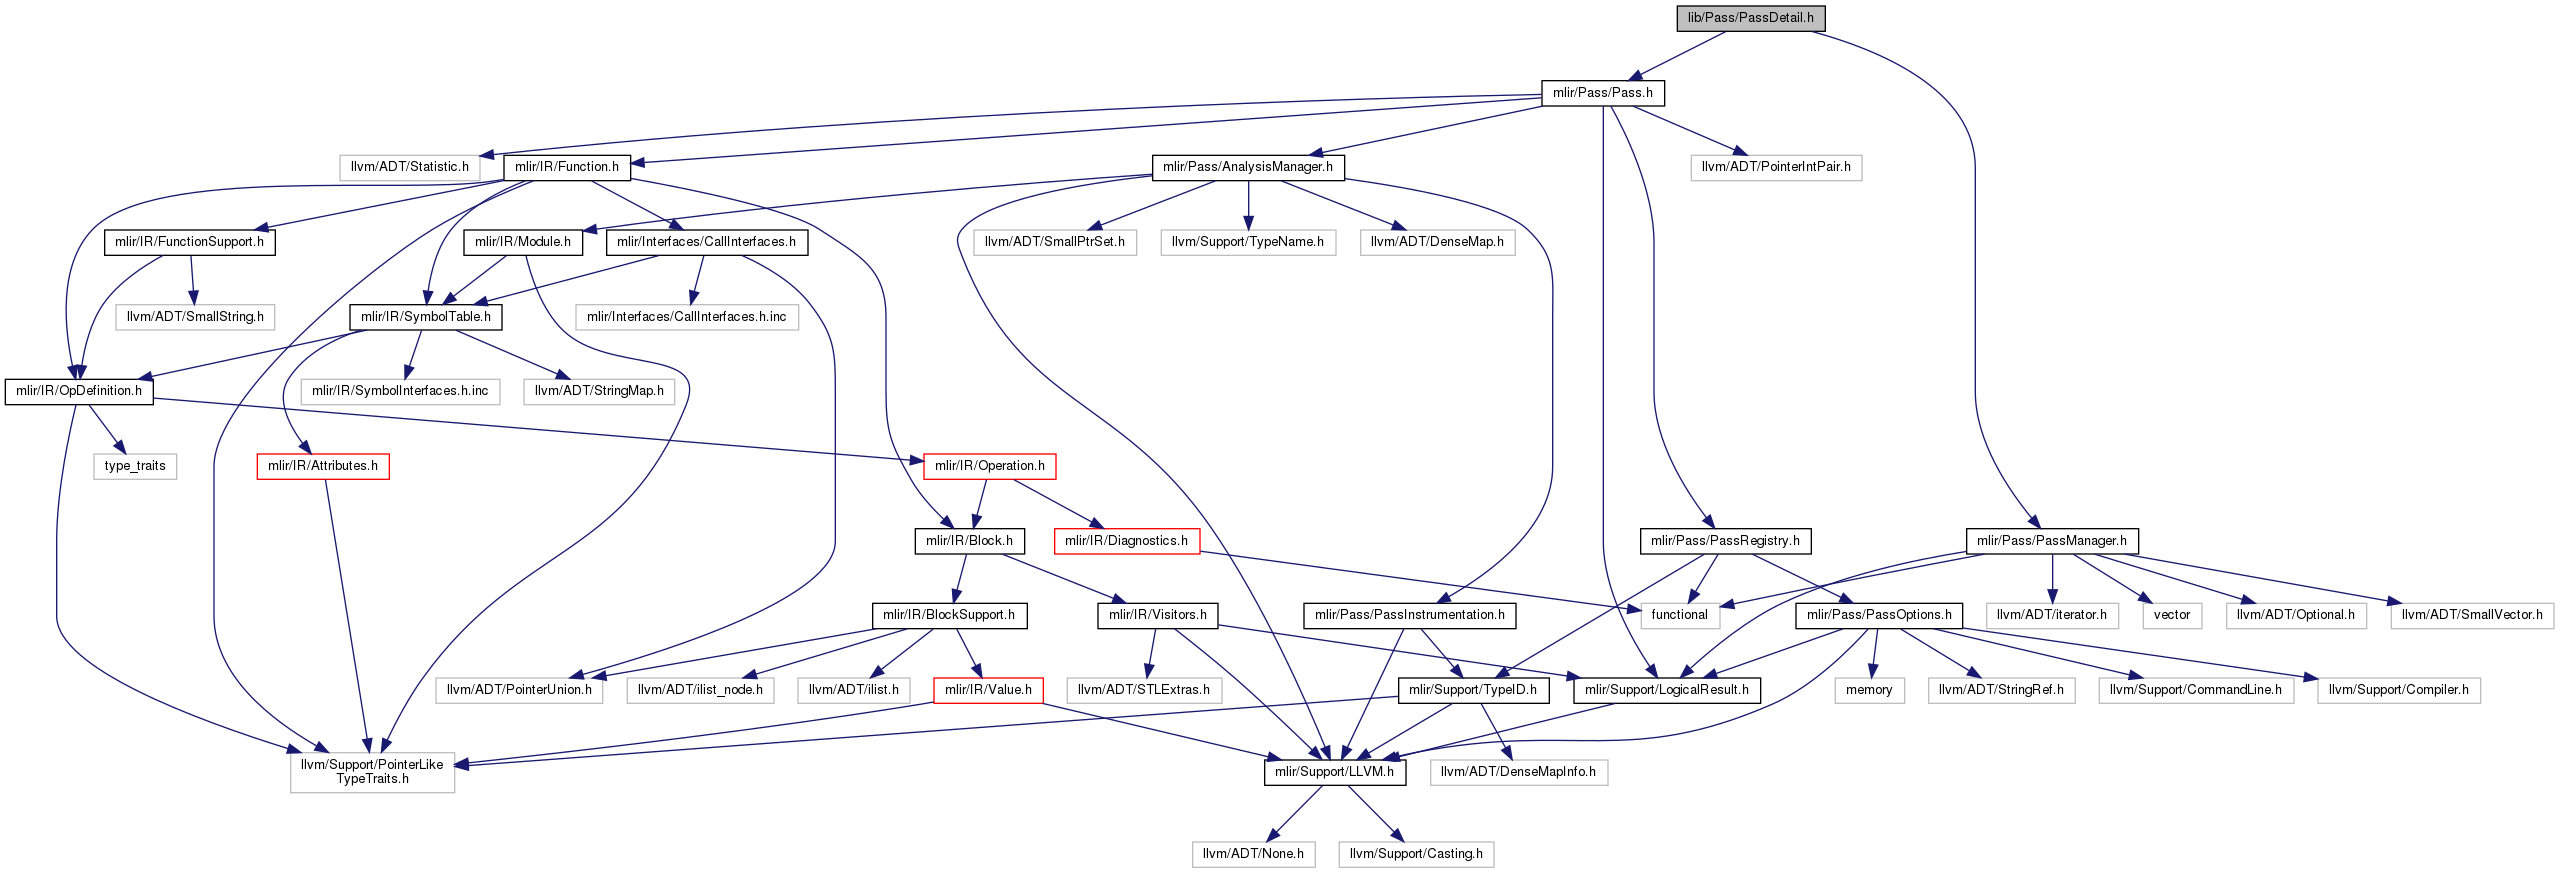 lib/Pass/PassDetail.h
mlir/Pass/Pass.h
llvm/ADT/Statistic.h
mlir/IR/Function.h
mlir/Pass/AnalysisManager.h
llvm/ADT/PointerIntPair.h
mlir/IR/FunctionSupport.h
mlir/IR/Module.h
mlir/Interfaces/CallInterfaces.h
llvm/ADT/SmallPtrSet.h
llvm/Support/TypeName.h
llvm/ADT/DenseMap.h
llvm/ADT/SmallString.h
mlir/IR/SymbolTable.h
mlir/Interfaces/CallInterfaces.h.inc
mlir/IR/OpDefinition.h
mlir/IR/SymbolInterfaces.h.inc
llvm/ADT/StringMap.h
type_traits
mlir/IR/Attributes.h
mlir/IR/Operation.h
mlir/IR/Block.h
mlir/IR/Diagnostics.h
mlir/Pass/PassRegistry.h
mlir/Pass/PassManager.h
mlir/IR/BlockSupport.h
mlir/IR/Visitors.h
mlir/Pass/PassInstrumentation.h
functional
mlir/Pass/PassOptions.h
llvm/ADT/iterator.h
vector
llvm/ADT/Optional.h
llvm/ADT/SmallVector.h
llvm/ADT/PointerUnion.h
llvm/ADT/ilist_node.h
llvm/ADT/ilist.h
mlir/IR/Value.h
llvm/ADT/STLExtras.h
mlir/Support/TypeID.h
mlir/Support/LogicalResult.h
memory
llvm/ADT/StringRef.h
llvm/Support/CommandLine.h
llvm/Support/Compiler.h
llvm/Support/PointerLike
TypeTraits.h
mlir/Support/LLVM.h
llvm/ADT/DenseMapInfo.h
llvm/ADT/None.h
llvm/Support/Casting.h